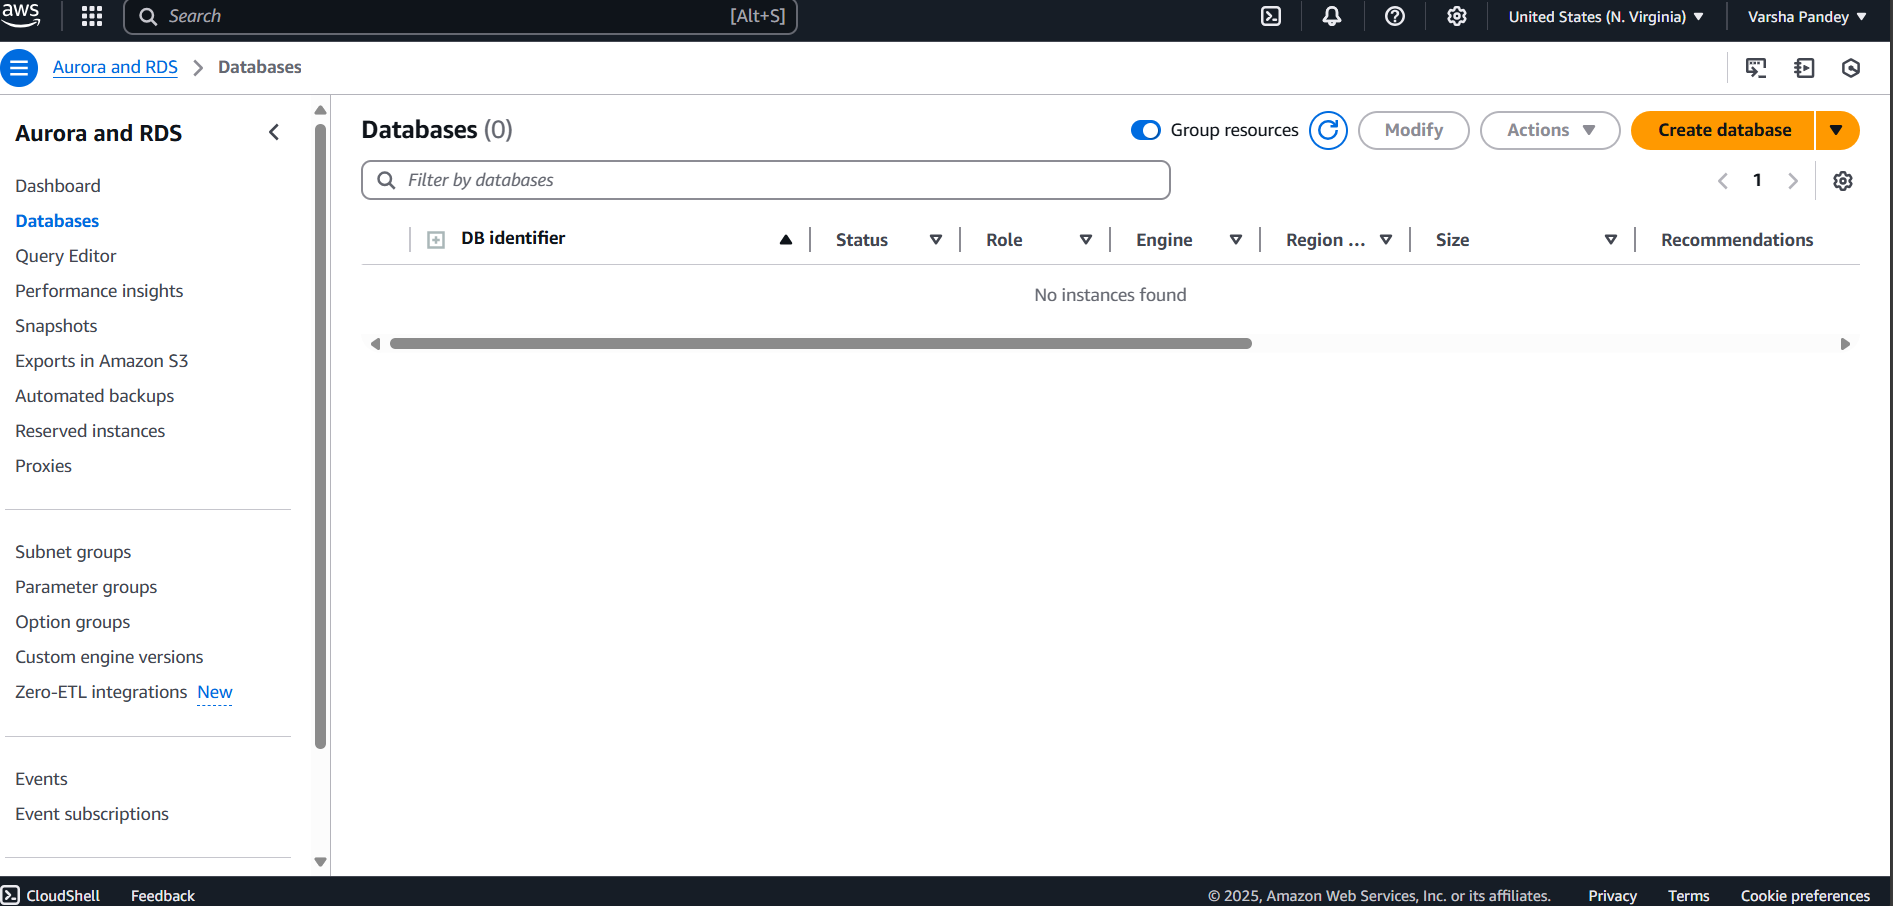 aws
Search [Alt+S]
United States (N. Virginia)
Varsha Pandey
Aurora and RDS
Databases
Aurora and RDS
Dashboard
Databases
Query Editor
Performance insights
Snapshots
Exports in Amazon S3
Automated backups
Reserved instances
Proxies
Subnet groups
Parameter groups
Option groups
Custom engine versions
Zero-ETL integrations New
Events
Event subscriptions
Databases (0)
Group resources
Modify
Actions
Create database
Filter by databases
1
DB identifier Status Role Engine Region ... Size Recommendations
No instances found
CloudShell Feedback
© 2025, Amazon Web Services, Inc. or its affiliates. Privacy Terms Cookie preferences